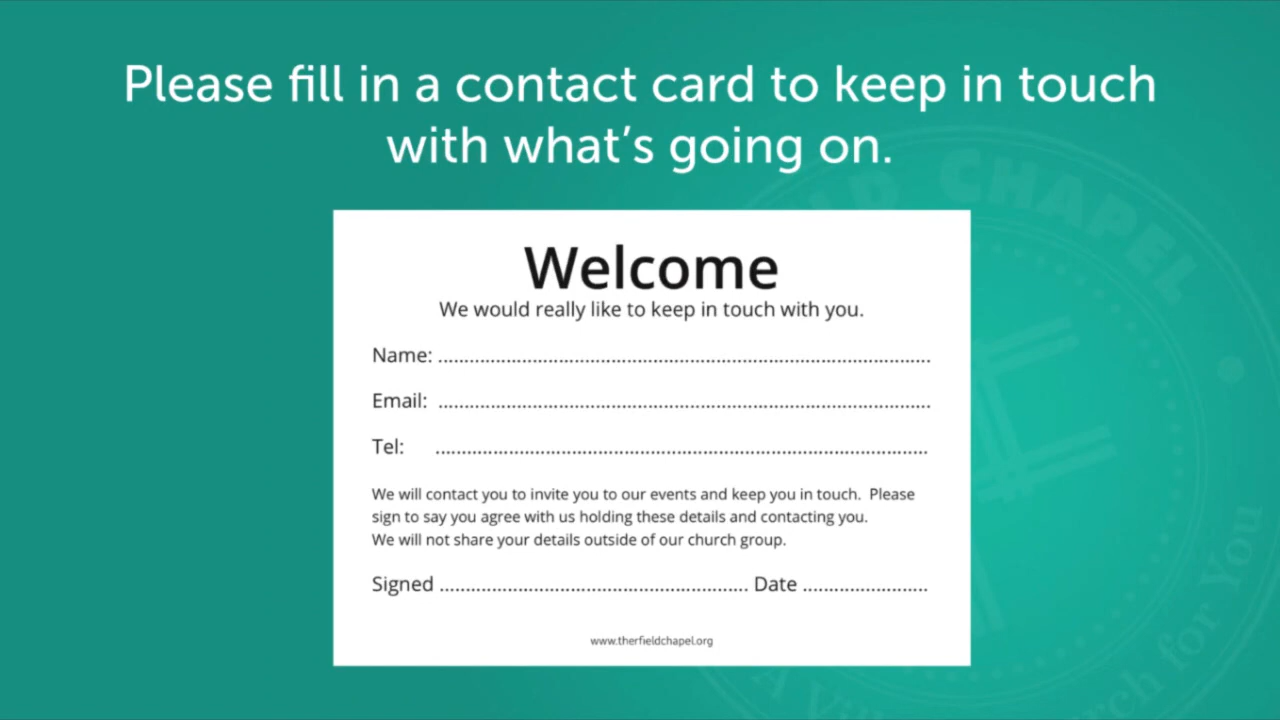 Please fill in a contact card to keep in touch
with what's going on.
Welcome
We would really like to keep in touch with you.
Name: ............................................................................................
Email: ............................................................................................
Tel: ............................................................................................
We will contact you to invite you to our events and keep you in touch.  Please
sign to say you agree with us holding these details and contacting you.
We will not share your details outside of our church group.
Signed .......................................................... Date ........................
www.therfieldchapel.org
CHAPEL
for You